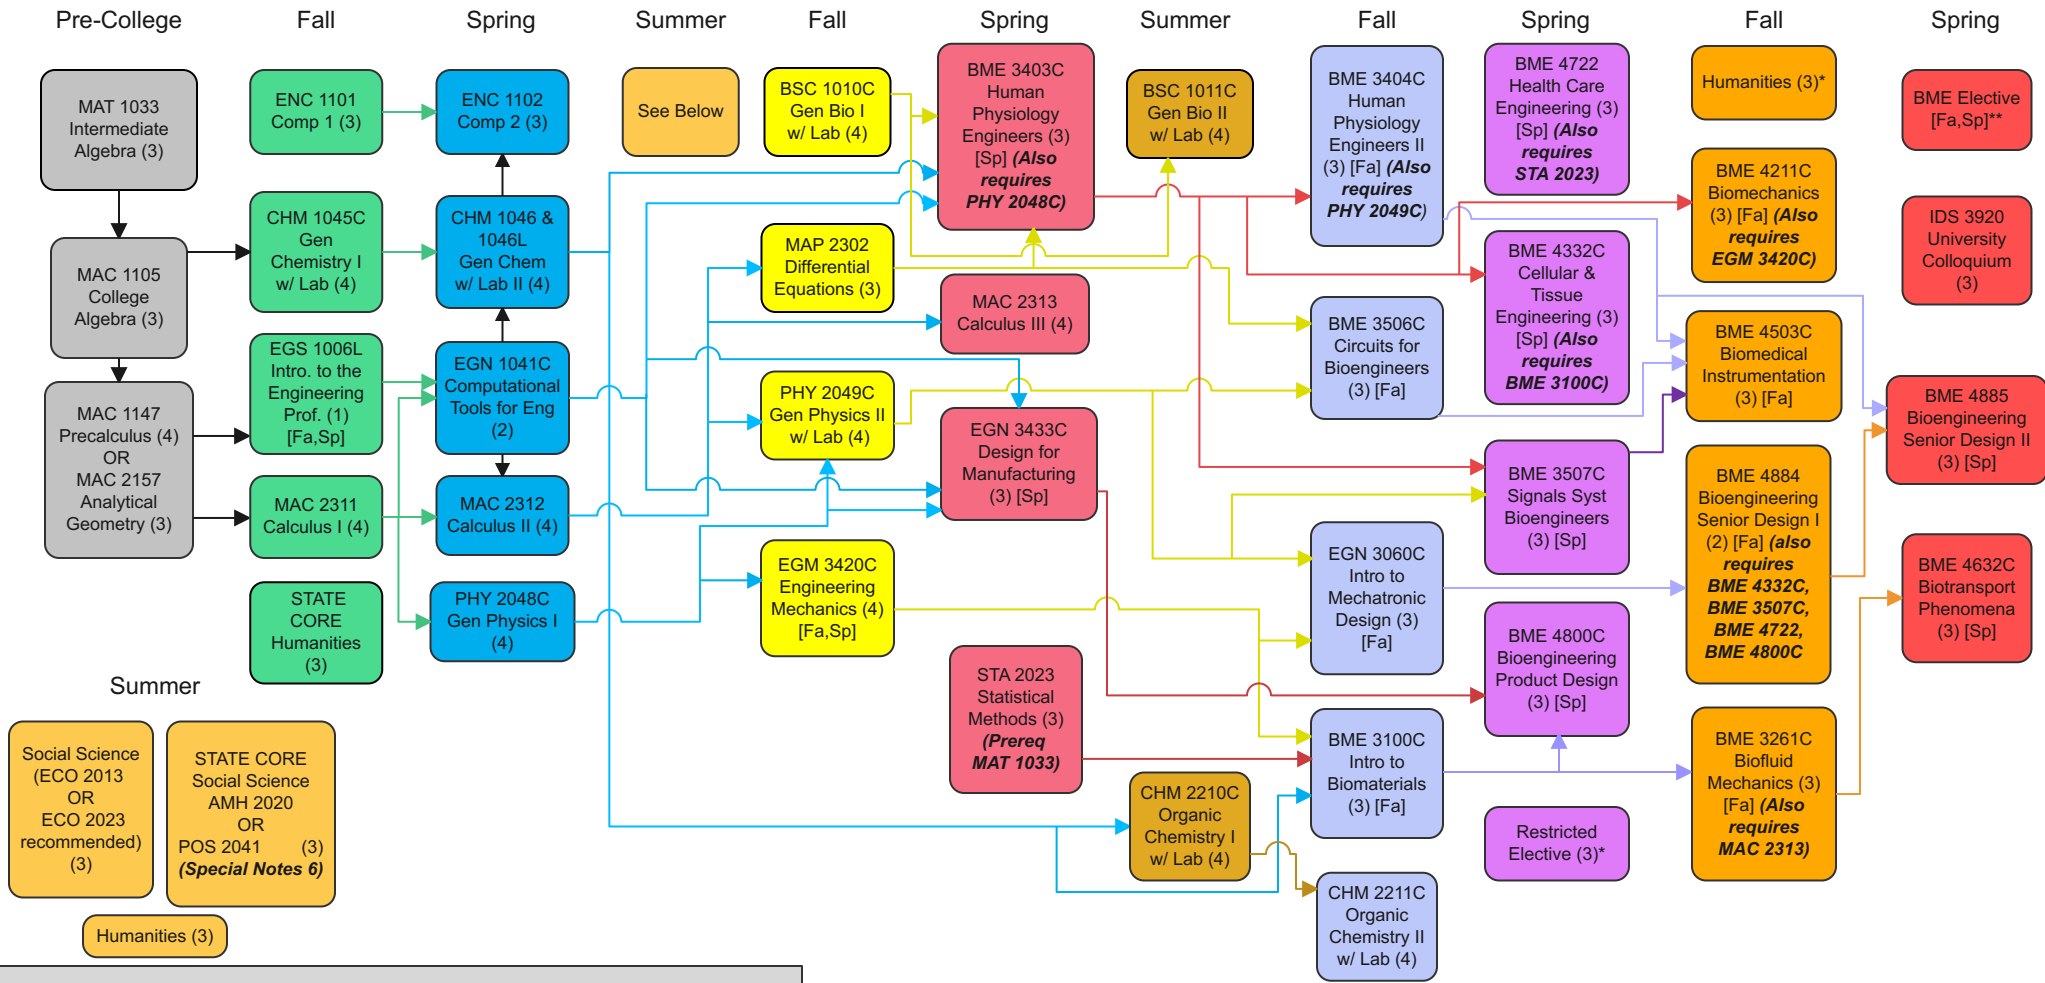 Pre-College
Fall
Spring
Summer
Fall
Spring
Summer
Fall
Spring
Fall
Spring
MAT 1033
Intermediate
Algebra (3)
MAC 1105
College
Algebra (3)
MAC 1147
Precalculus (4)
OR
MAC 2157
Analytical
Geometry (3)
ENC 1101
Comp 1 (3)
CHM 1045C
Gen
Chemistry I
w/ Lab (4)
EGS 1006L
Intro. to the
Engineering
Prof. (1)
[Fa,Sp]
MAC 2311
Calculus I (4)
STATE
CORE
Humanities
(3)
ENC 1102
Comp 2 (3)
CHM 1046 &
1046L
Gen Chem
w/ Lab II (4)
EGN 1041C
Computational
Tools for Eng
(2)
MAC 2312
Calculus II (4)
PHY 2048C
Gen Physics I
(4)
See Below
BSC 1010C
Gen Bio I
w/ Lab (4)
MAP 2302
Differential
Equations (3)
PHY 2049C
Gen Physics II
w/ Lab (4)
EGM 3420C
Engineering
Mechanics (4)
[Fa,Sp]
BME 3403C
Human
Physiology
Engineers (3)
[Sp] (Also
requires
PHY 2048C)
MAC 2313
Calculus III (4)
EGN 3433C
Design for
Manufacturing
(3) [Sp]
STA 2023
Statistical
Methods (3)
(Prereq
MAT 1033)
BSC 1011C
Gen Bio II
w/ Lab (4)
CHM 2210C
Organic
Chemistry I
w/ Lab (4)
BME 3404C
Human
Physiology
Engineers II
(3) [Fa] (Also
requires
PHY 2049C)
BME 3506C
Circuits for
Bioengineers
(3) [Fa]
EGN 3060C
Intro to
Mechatronic
Design (3)
[Fa]
BME 3100C
Intro to
Biomaterials
(3) [Fa]
CHM 2211C
Organic
Chemistry II
w/ Lab (4)
BME 4722
Health Care
Engineering (3)
[Sp] (Also
requires
STA 2023)
BME 4332C
Cellular &
Tissue
Engineering (3)
[Sp] (Also
requires
BME 3100C)
BME 3507C
Signals Syst
Bioengineers
(3) [Sp]
BME 4800C
Bioengineering
Product Design
(3) [Sp]
Restricted
Elective (3)*
Humanities (3)*
BME 4211C
Biomechanics
(3) [Fa] (Also
requires
EGM 3420C)
BME 4503C
Biomedical
Instrumentation
(3) [Fa]
BME 4884
Bioengineering
Senior Design I
(2) [Fa] (also
requires
BME 4332C,
BME 3507C,
BME 4722,
BME 4800C
BME 3261C
Biofluid
Mechanics (3)
[Fa] (Also
requires
MAC 2313)
BME Elective
[Fa,Sp]**
IDS 3920
University
Colloquium
(3)
BME 4885
Bioengineering
Senior Design II
(3) [Sp]
BME 4632C
Biotransport
Phenomena
(3) [Sp]
Summer
Social Science
(ECO 2013
OR
ECO 2023
recommended)
(3)
STATE CORE
Social Science
AMH 2020
OR
POS 2041 (3)
(Special Notes 6)
Humanities (3)